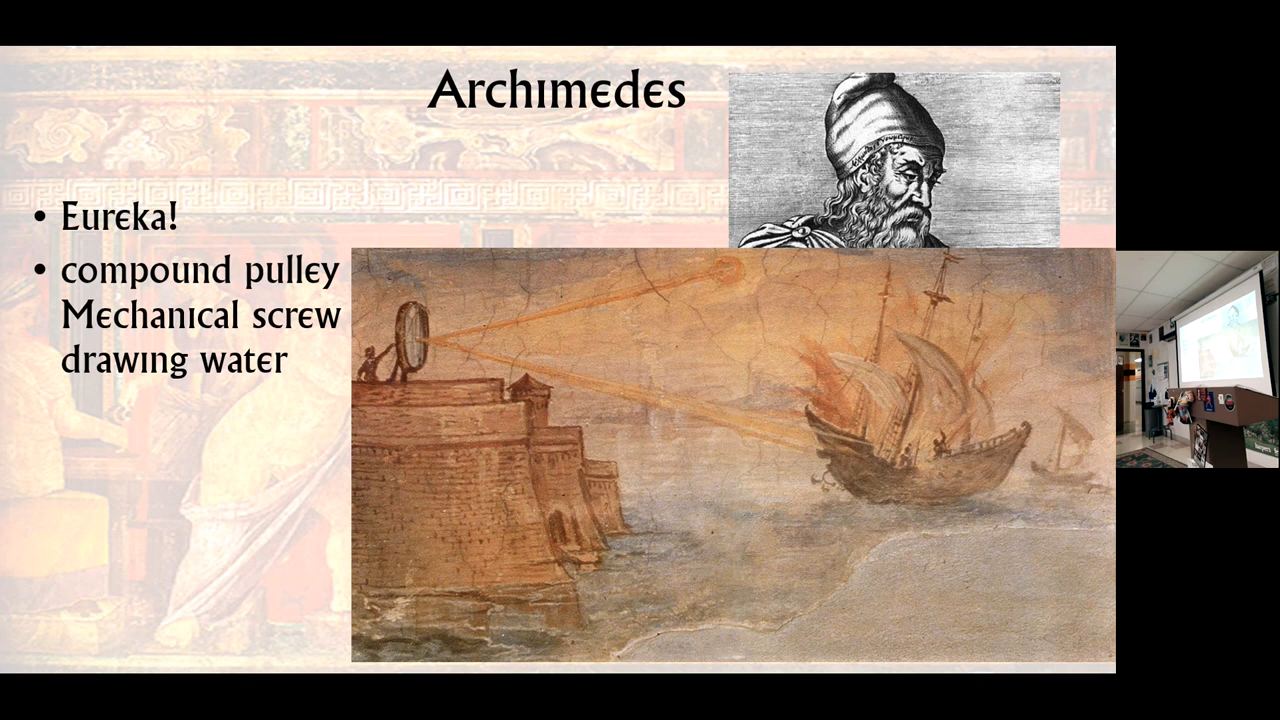 Archimedes
• Eureka!
• compound pulley
Mechanical screw
drawing water